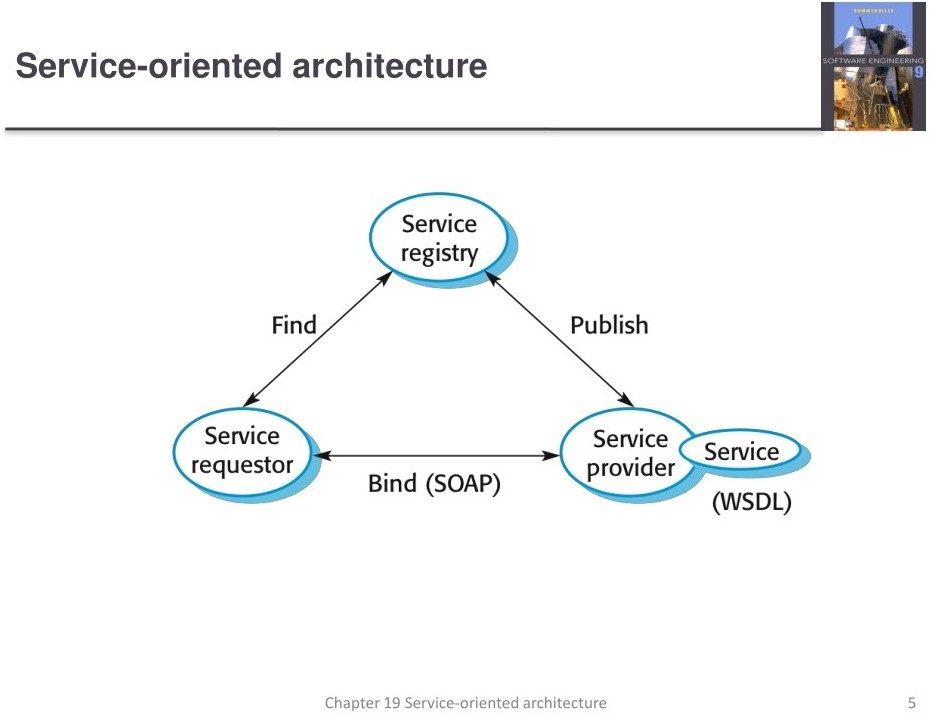 Service-oriented architecture
SOMMERVILLE
SOFTWARE ENGINEERING
9
Service
registry
Find
Publish
Service
requestor
Bind (SOAP)
Service
provider
Service
(WSDL)
Chapter 19 Service-oriented architecture
5